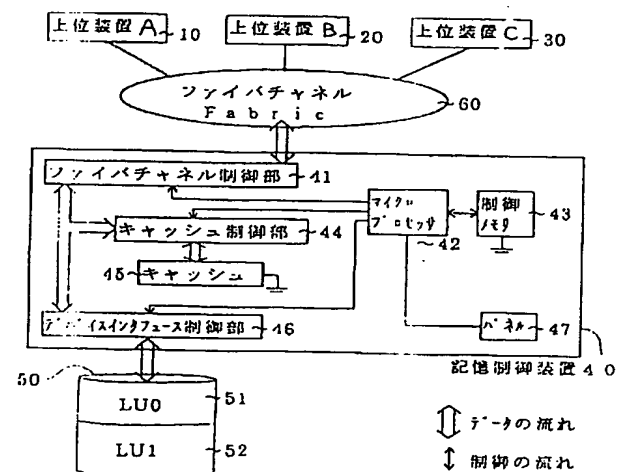 上位装置A
10
上位装置B
20
上位装置C
30
ファイバチャネル
Fabric
60
ファイバチャネル制御部
41
マイクロ
プロセッサ
42
制御
メモリ
43
キャッシュ制御部
44
45
キャッシュ
デバイスインタフェース制御部
46
パネル
47
記憶制御装置40
50
LU0
51
LU1
52
データの流れ
制御の流れ